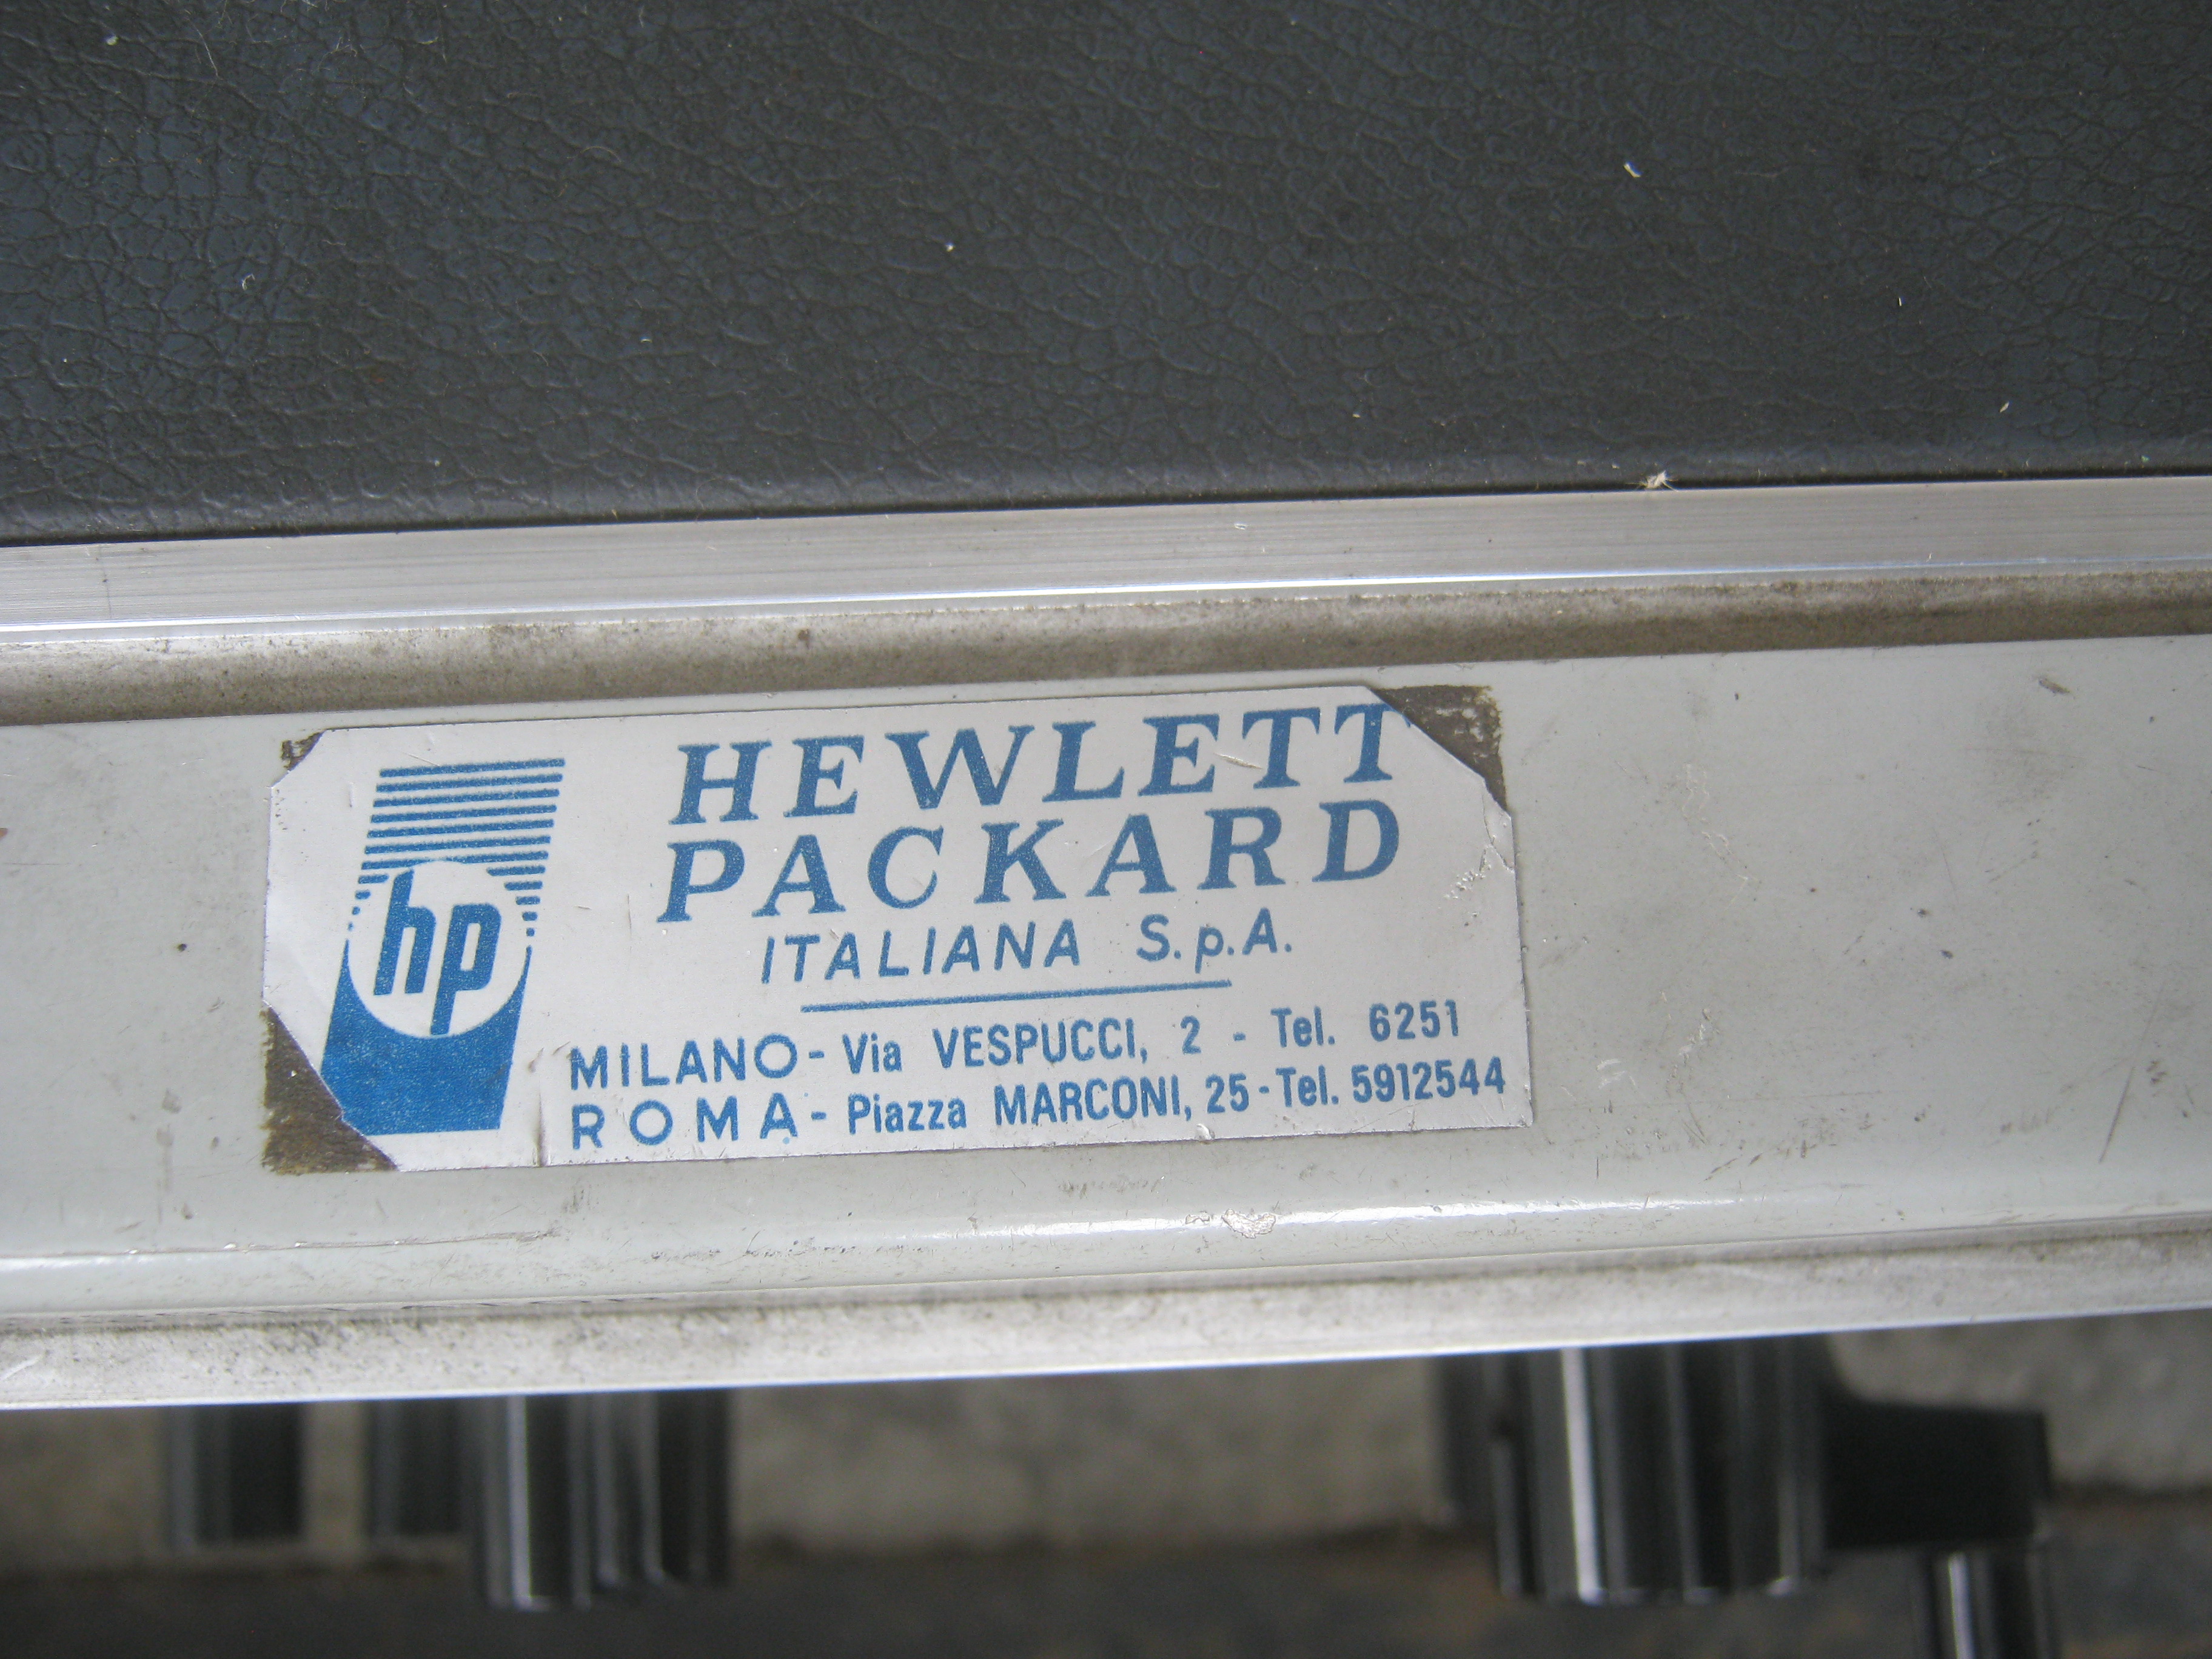 hp
HEWLETT
PACKARD
ITALIANA S.p.A.
MILANO - Via VESPUCCI, 2 - Tel. 6251
ROMA - Piazza MARCONI, 25 - Tel. 5912544